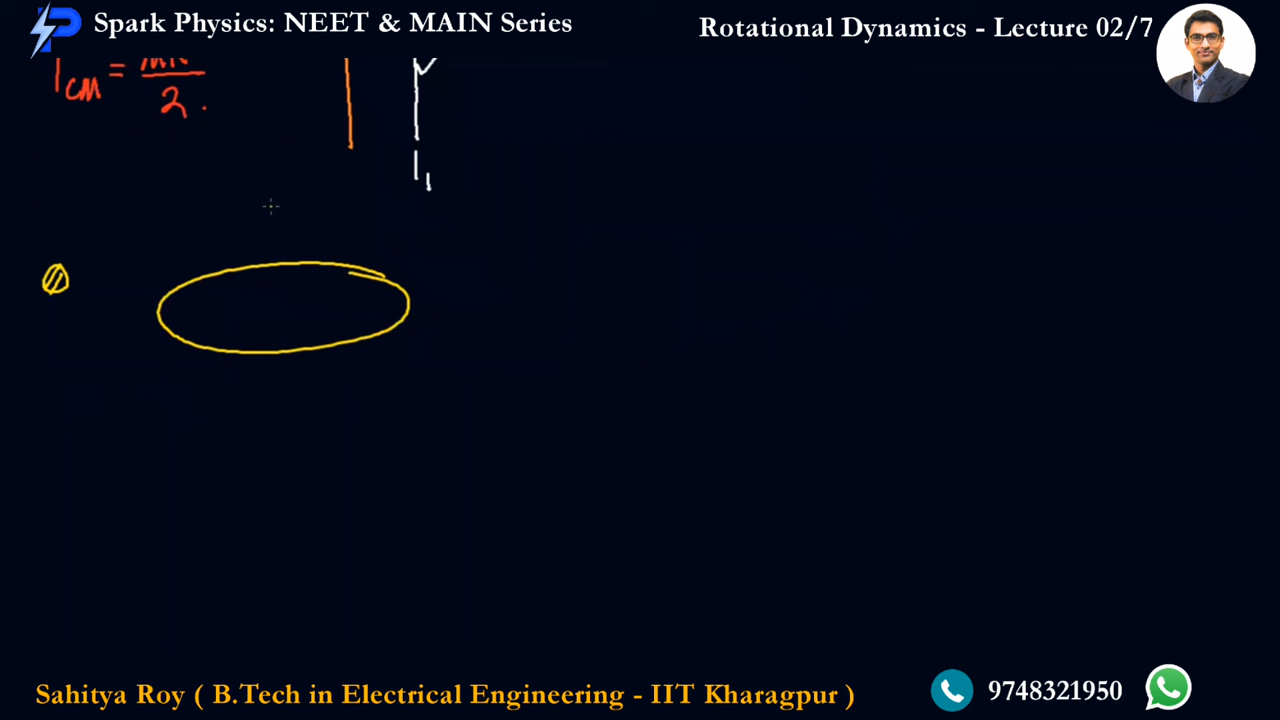 Spark Physics: NEET & MAIN Series
Rotational Dynamics - Lecture 02/7
I_CM =
2.
I_1
Sahitya Roy ( B.Tech in Electrical Engineering - IIT Kharagpur )
9748321950